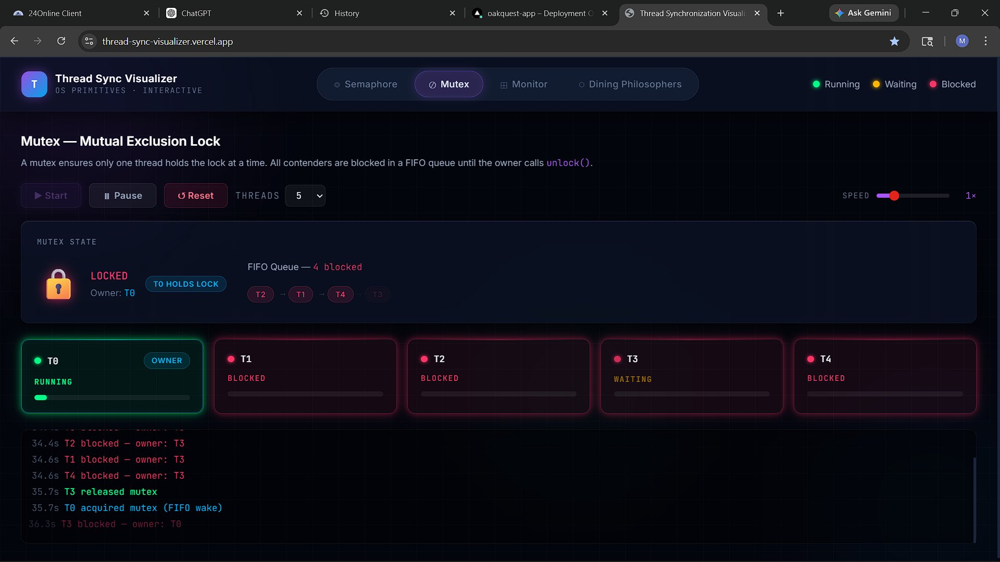 24Online Client
ChatGPT
History
oakquest-app – Deployment O
Thread Synchronization Visuali
Ask Gemini
thread-sync-visualizer.vercel.app
M
T
Thread Sync Visualizer
OS PRIMITIVES · INTERACTIVE
Semaphore
Mutex
Monitor
Dining Philosophers
Running
Waiting
Blocked
Mutex — Mutual Exclusion Lock
A mutex ensures only one thread holds the lock at a time. All contenders are blocked in a FIFO queue until the owner calls unlock().
Start
Pause
Reset
THREADS
5
SPEED
1×
MUTEX STATE
LOCKED
Owner: T0
T0 HOLDS LOCK
FIFO Queue — 4 blocked
T2 → T1 → T4 → T3
T0
OWNER
RUNNING
T1
BLOCKED
T2
BLOCKED
T3
WAITING
T4
BLOCKED
34.4s T2 blocked — owner: T3
34.6s T1 blocked — owner: T3
34.6s T4 blocked — owner: T3
35.7s T3 released mutex
35.7s T0 acquired mutex (FIFO wake)
36.3s T3 blocked — owner: T0